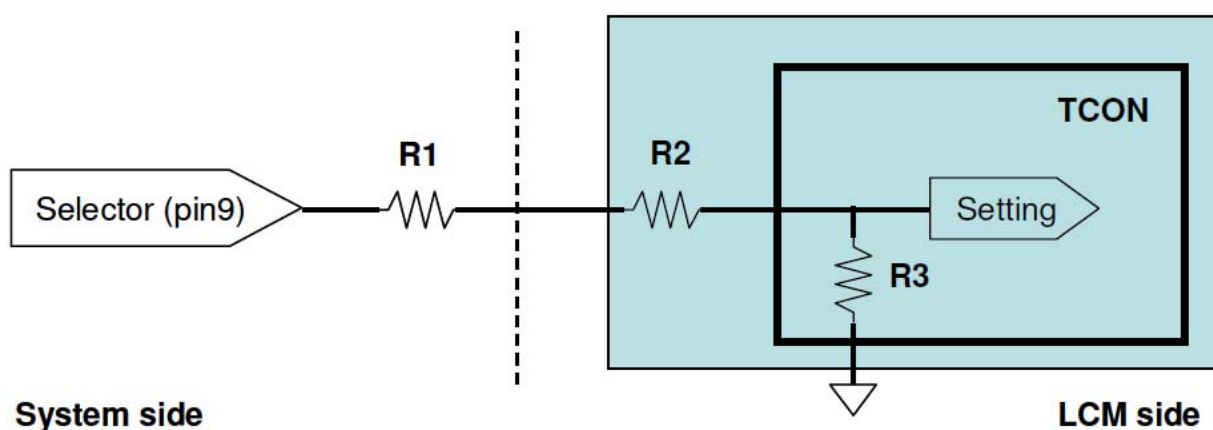 TCON
R1
R2
Selector (pin9)
Setting
R3
System side
LCM side